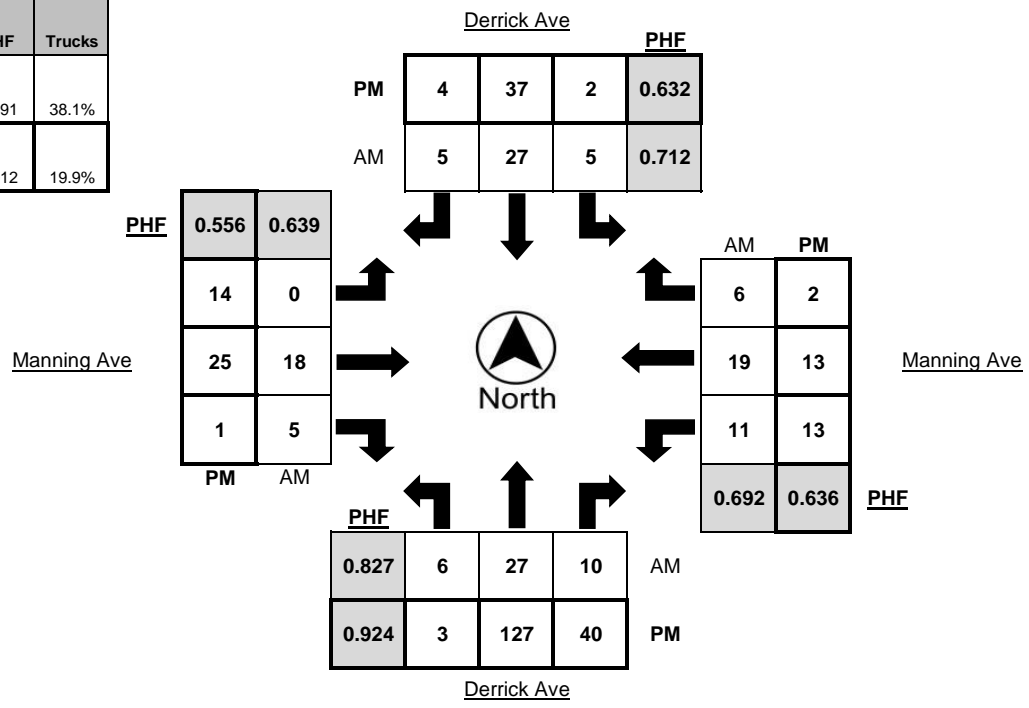 Derrick Ave
Trucks
PHF
PM 4 37 2 0.632
38.1%
AM 5 27 5 0.712
19.9%
PHF 0.556 0.639
AM PM
14 0
6 2
Manning Ave 25 18
19 13 Manning Ave
North
1 5
11 13
PM AM
0.692 0.636 PHF
PHF
0.827 6 27 10 AM
0.924 3 127 40 PM
Derrick Ave